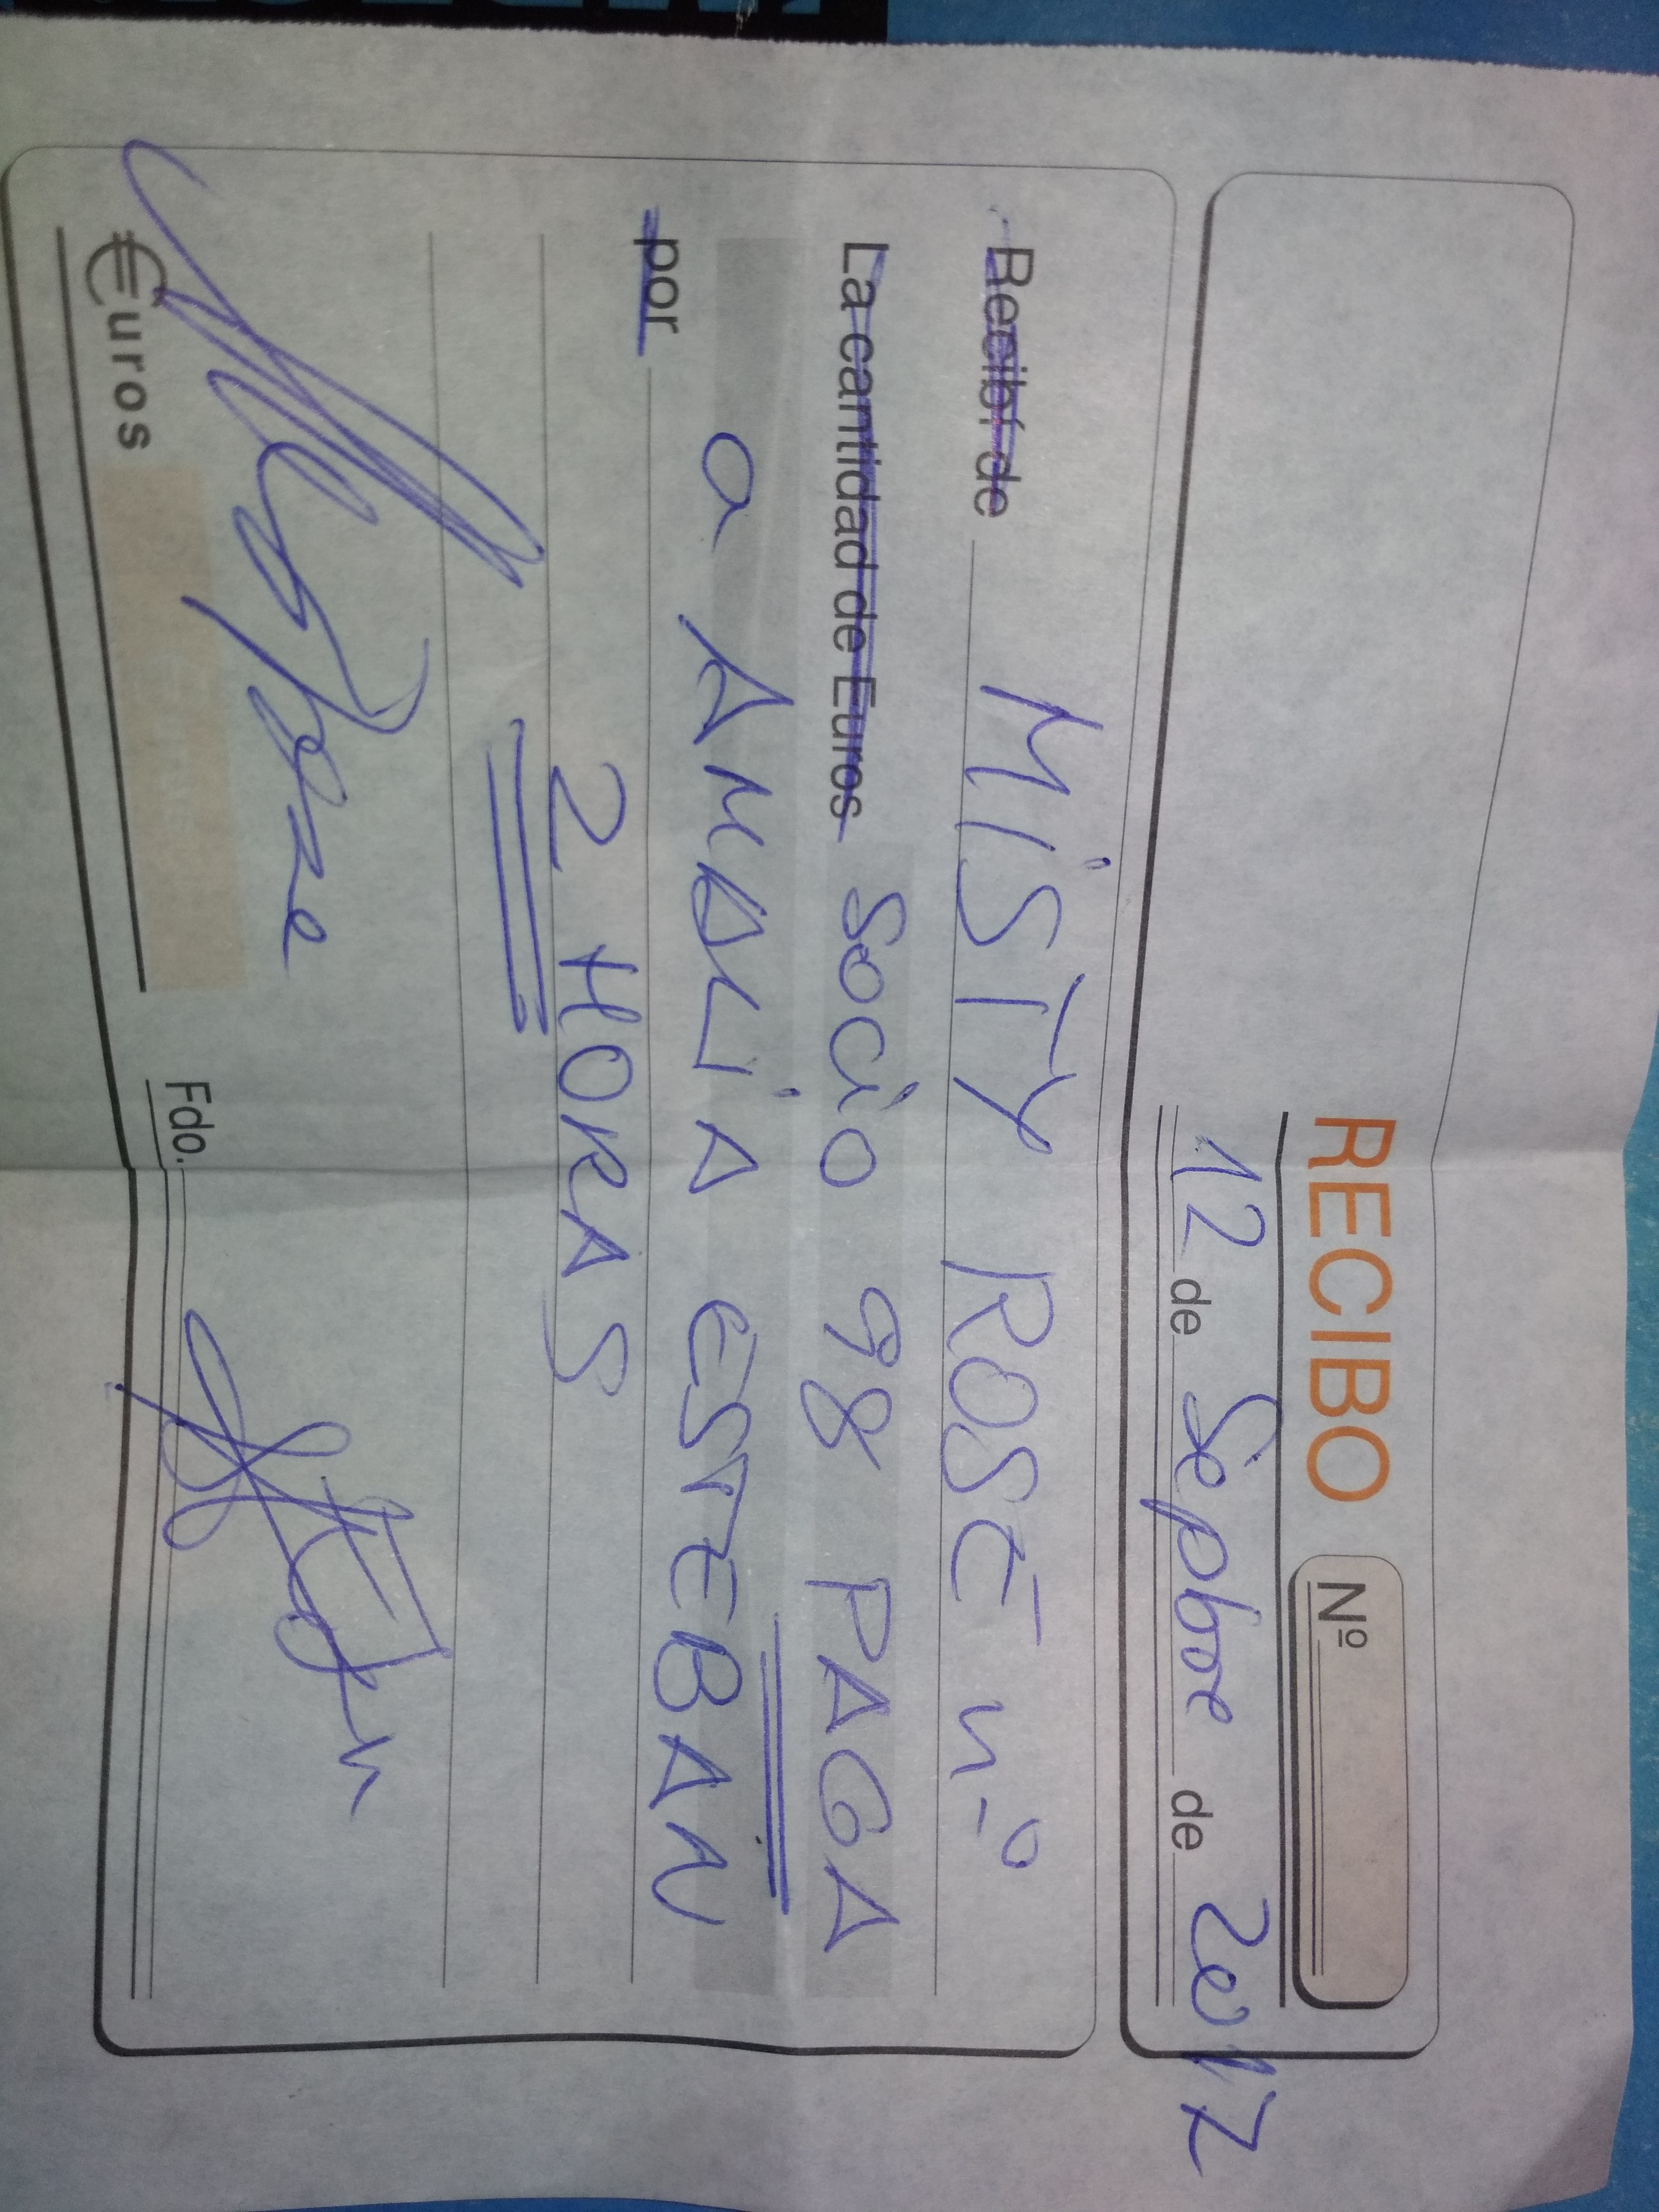 RECIBO Nº
12 de Sepbre de 2017
Recibí de MiSTY ROSE n.º
La cantidad de Euros Socio 98 PAGA
a AMALiA ESTEBAN
por
2 HORAS
€uros Fdo.